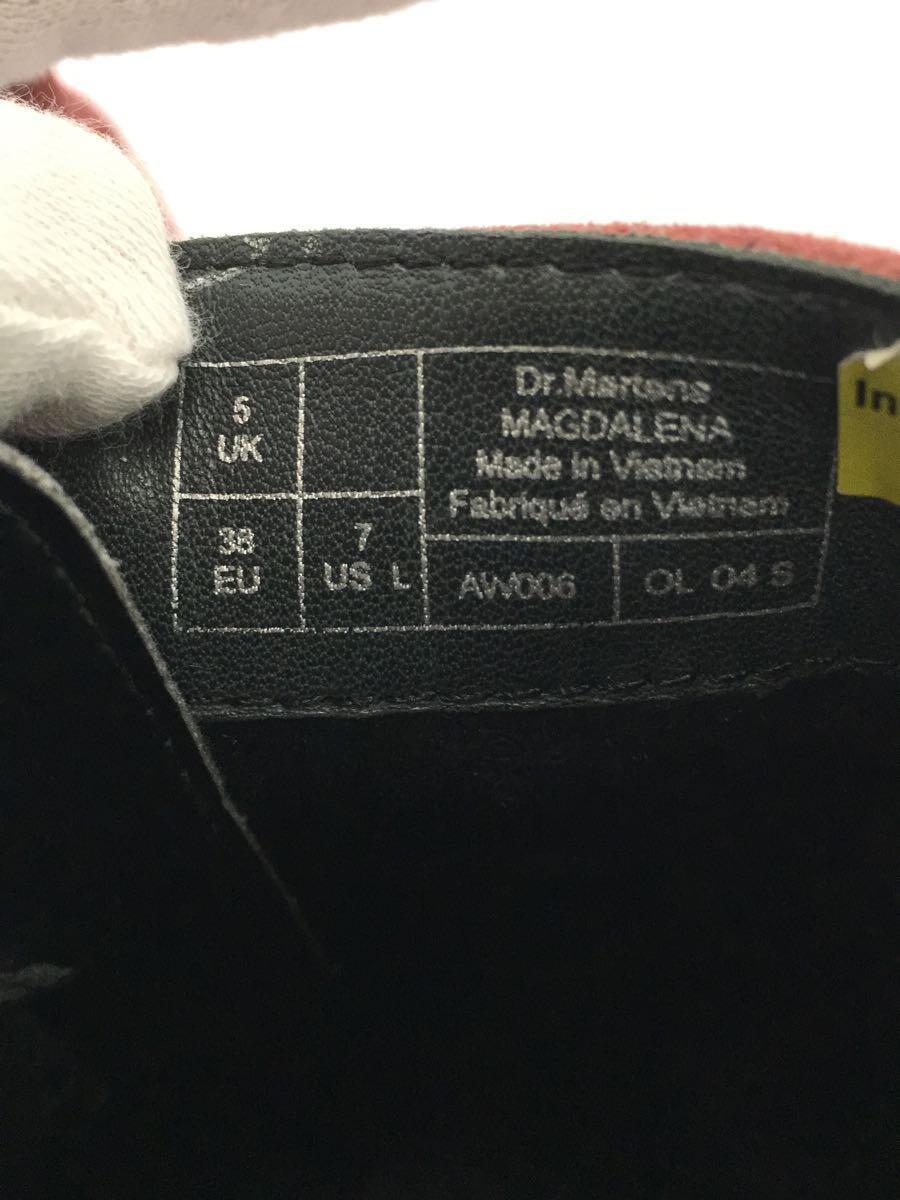 5
UK
38
EU
7
US L
Dr.Martens
MAGDALENA
Made in Vietnam
Fabriqué en Vietnam
AW006
OL 04 S
In